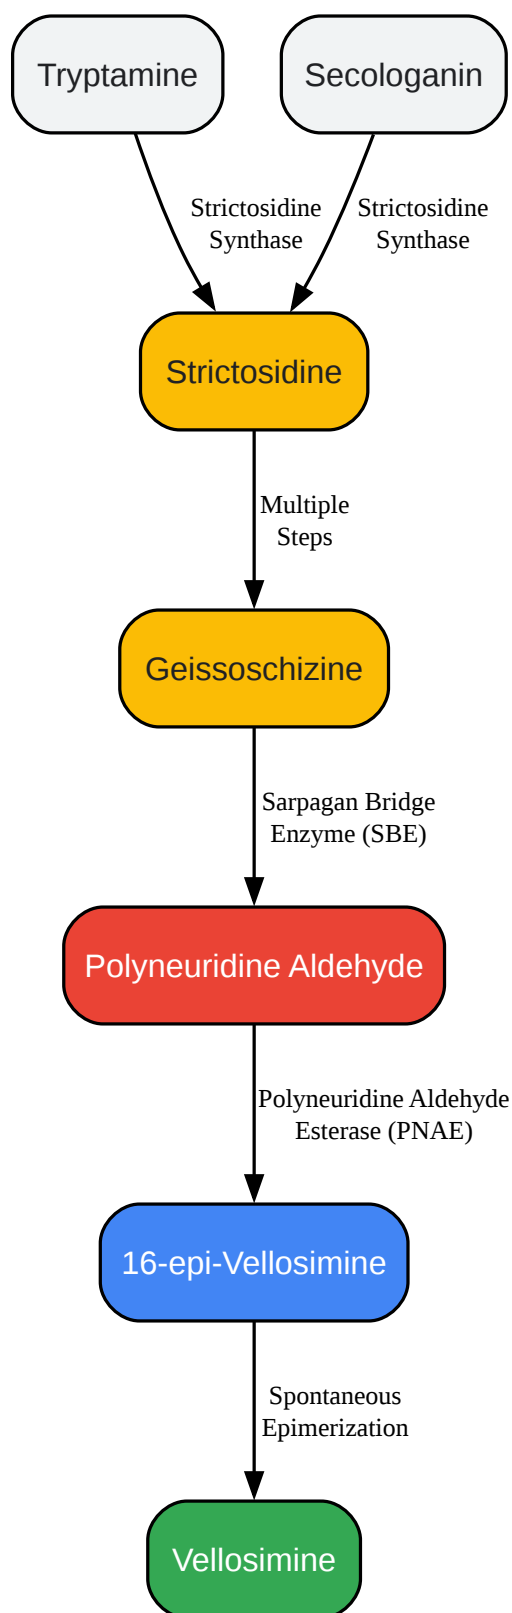 Tryptamine
Secologanin
Strictosidine
Synthase
Strictosidine
Synthase
Strictosidine
Multiple
Steps
Geissoschizine
Sarpagan Bridge
Enzyme (SBE)
Polyneuridine Aldehyde
Polyneuridine Aldehyde
Esterase (PNAE)
16-epi-Vellosimine
Spontaneous
Epimerization
Vellosimine